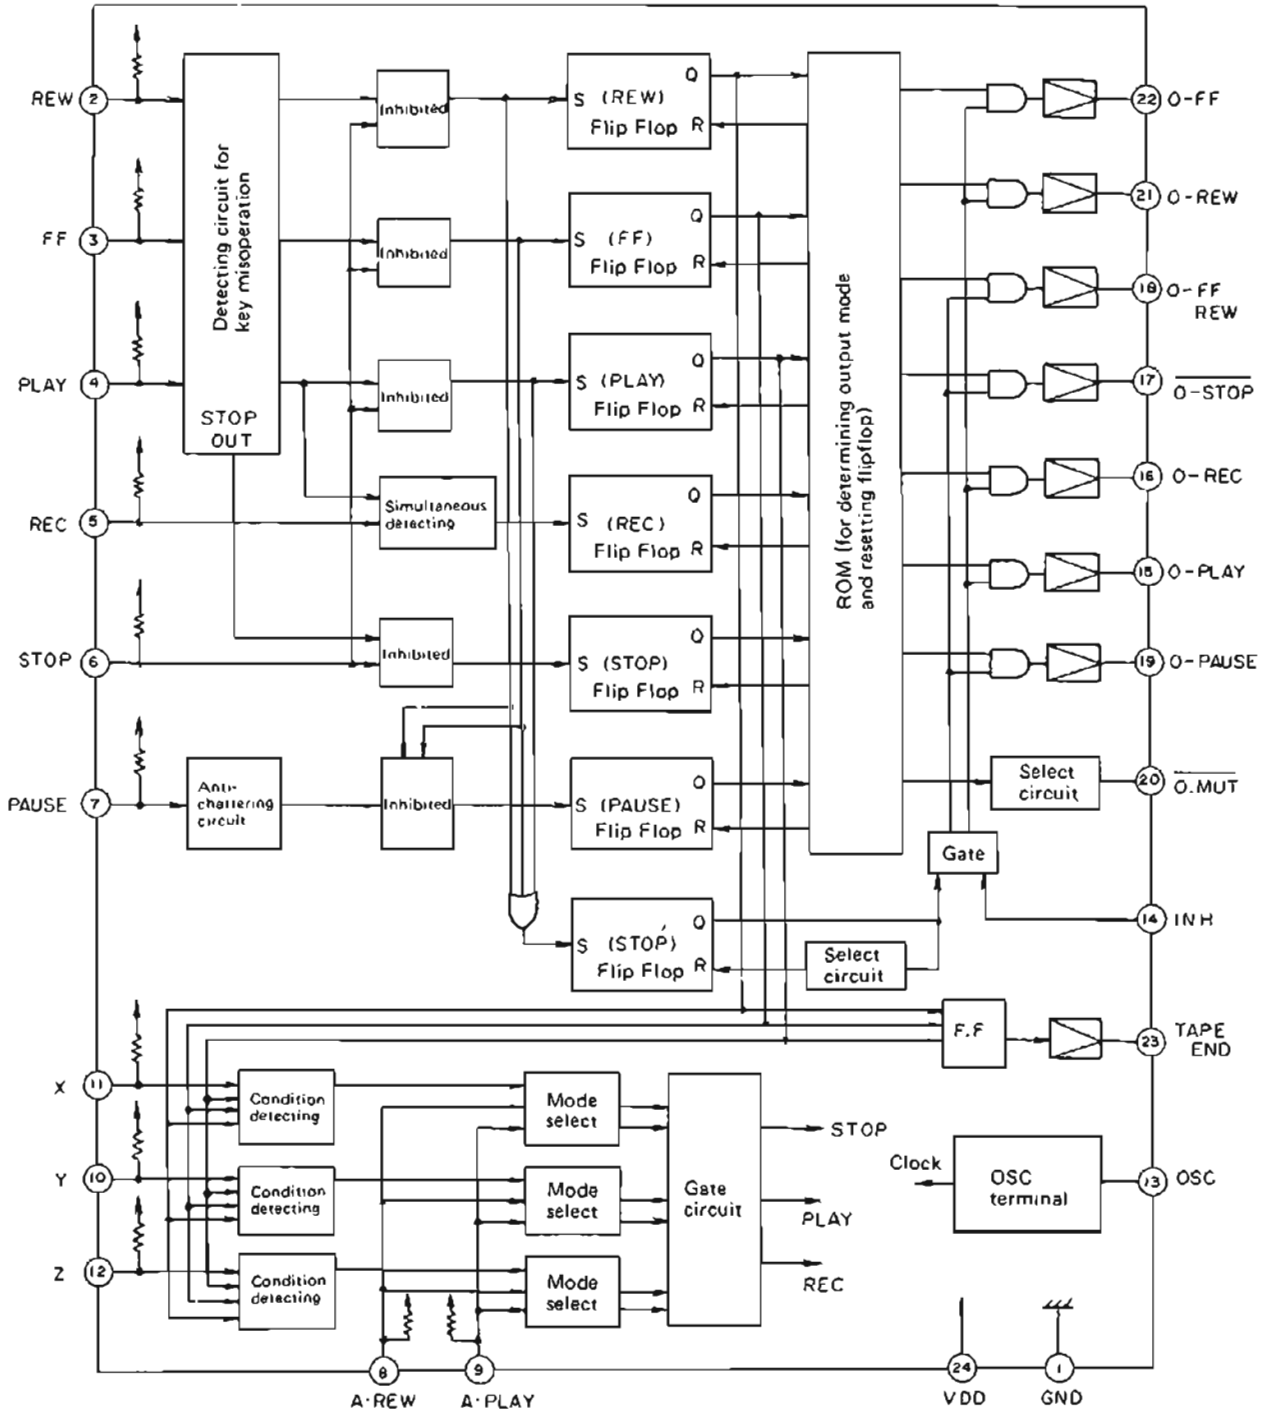 REW 2
FF 3
PLAY 4
REC 5
STOP 6
PAUSE 7
X 11
Y 10
Z 12
Detecting circuit for
key misoperation
STOP
OUT
Anti-
chattering
circuit
Inhibited
Inhibited
Inhibited
Simultaneous
detecting
Inhibited
Inhibited
S (REW) Q
Flip Flop R
S (FF) Q
Flip Flop R
S (PLAY) Q
Flip Flop R
S (REC) Q
Flip Flop R
S (STOP) Q
Flip Flop R
S (PAUSE) Q
Flip Flop R
S (STOP') Q
Flip Flop R
ROM (for determining output mode
and resetting flipflop)
Select
circuit
Select
circuit
Gate
F.F
22 O-FF
21 O-REW
18 O-FF
REW
17 O-STOP
16 O-REC
15 O-PLAY
19 O-PAUSE
20 O.MUT
14 INH
23 TAPE
END
13 OSC
Condition
detecting
Condition
detecting
Condition
detecting
Mode
select
Mode
select
Mode
select
Gate
circuit
STOP
PLAY
REC
Clock
OSC
terminal
8
A·REW
9
A·PLAY
24
VDD
1
GND